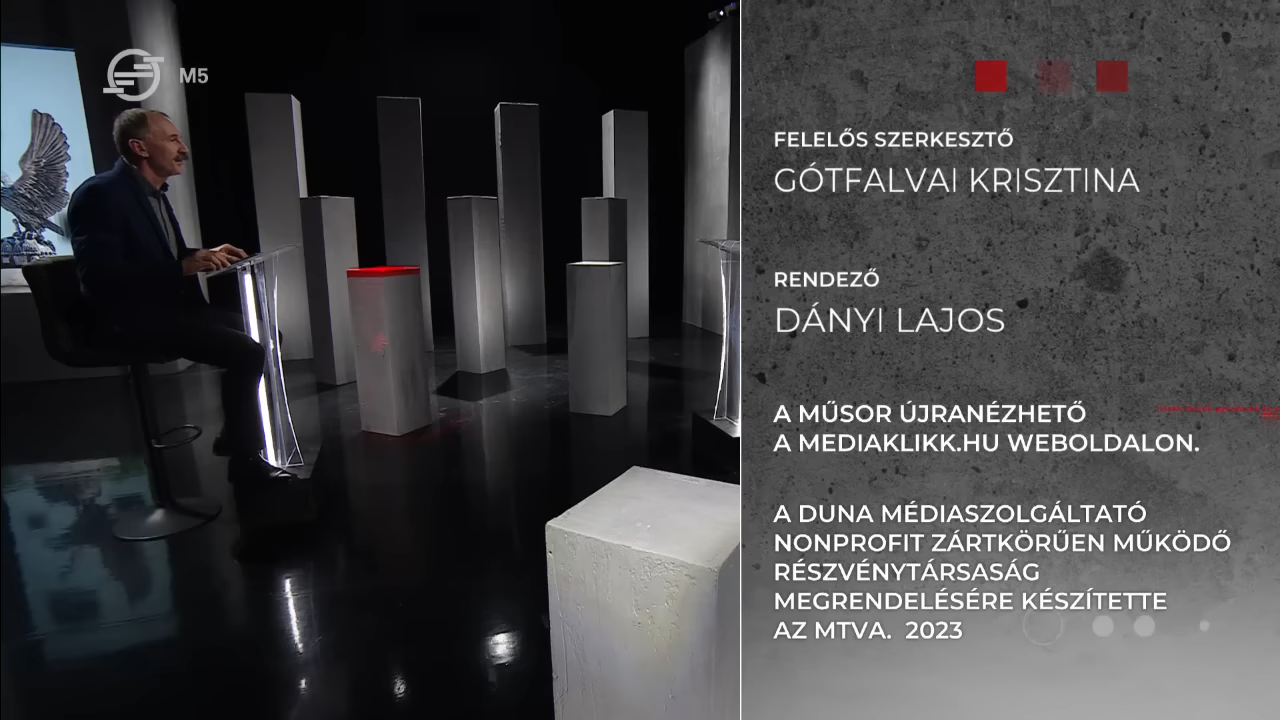 M5
FELELŐS SZERKESZTŐ
GÓTFALVAI KRISZTINA
RENDEZŐ
DÁNYI LAJOS
A MŰSOR ÚJRANÉZHETŐ
A MEDIAKLIKK.HU WEBOLDALON.
A DUNA MÉDIASZOLGÁLTATÓ
NONPROFIT ZÁRTKÖRŰEN MŰKÖDŐ
RÉSZVÉNYTÁRSASÁG
MEGRENDELÉSÉRE KÉSZÍTETTE
AZ MTVA. 2023